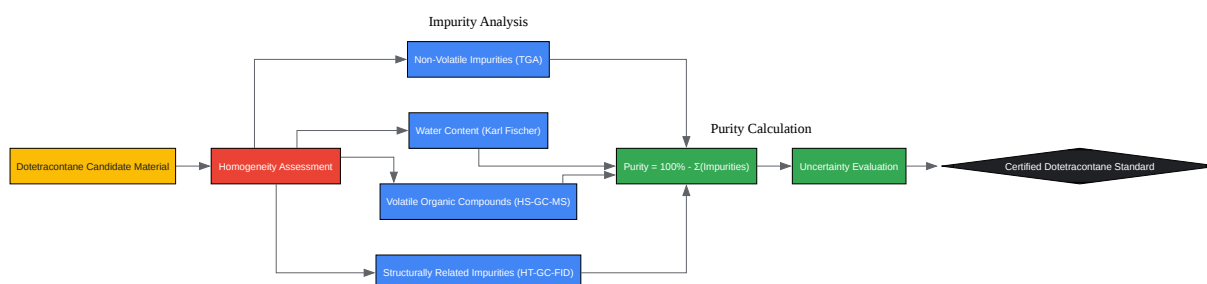 Impurity Analysis
Non-Volatile Impurities (TGA)
Water Content (Karl Fischer)
Purity Calculation
Dotetracontane Candidate Material
Homogeneity Assessment
Purity = 100% - Σ(Impurities)
Uncertainty Evaluation
Certified Dotetracontane Standard
Volatile Organic Compounds (HS-GC-MS)
Structurally Related Impurities (HT-GC-FID)